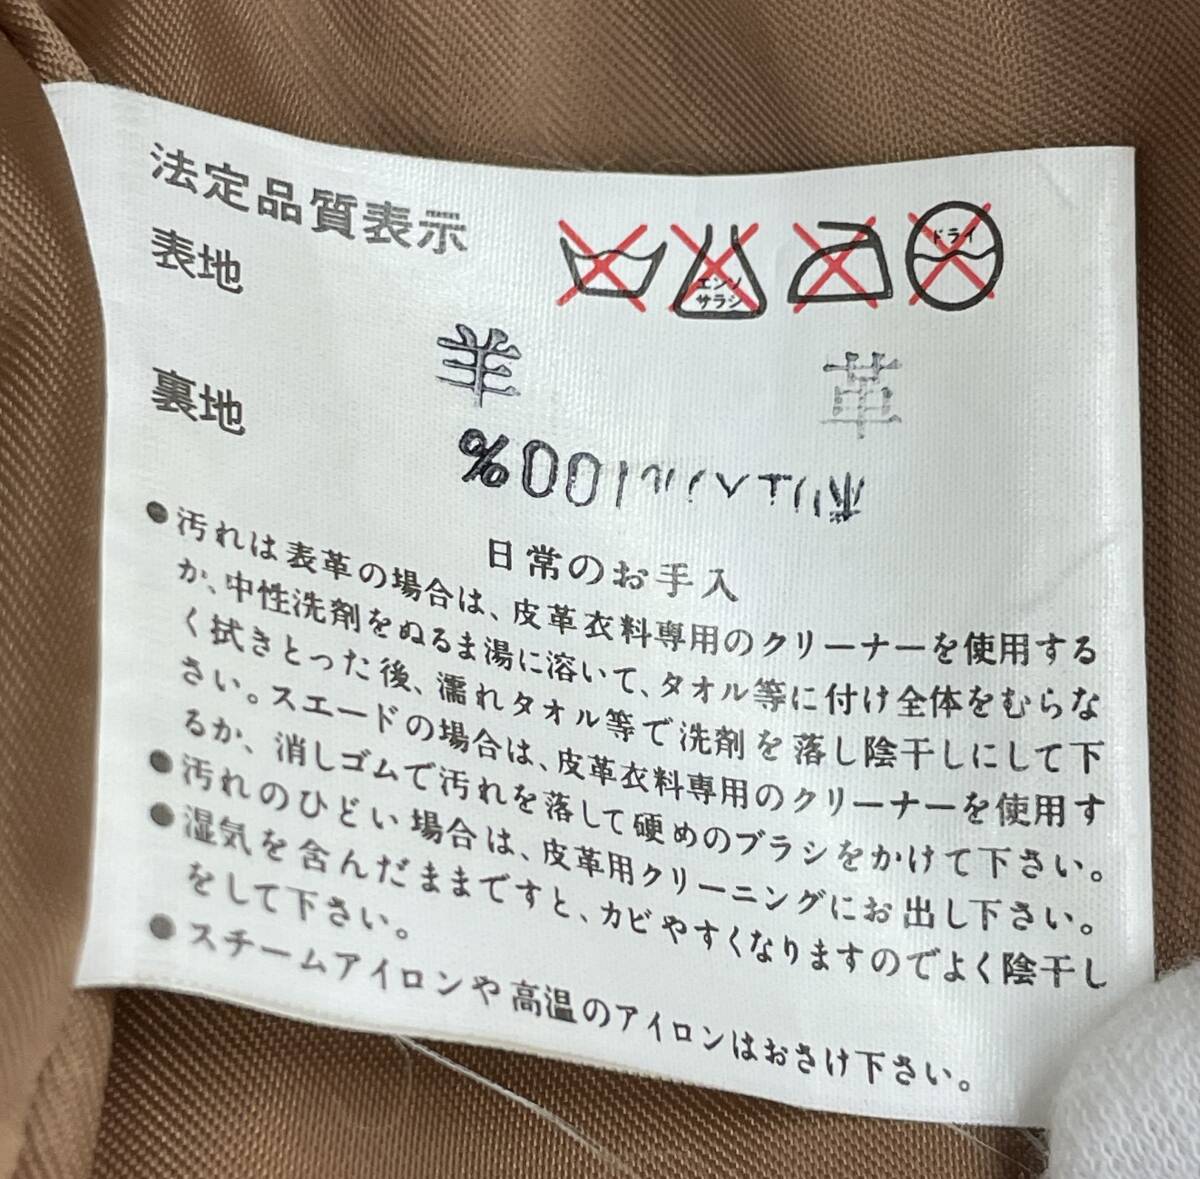 法定品質表示
ドライ
エンソ
サラシ
表地
羊 革
裏地
ポリエステル100%
日常のお手入
●汚れは表革の場合は、皮革衣料専用のクリーナーを使用する
か、中性洗剤をぬるま湯に溶いて、タオル等に付け全体をむらな
く拭きとった後、濡れタオル等で洗剤を落し陰干しにして下
さい。スエードの場合は、皮革衣料専用のクリーナーを使用す
るか、消しゴムで汚れを落して硬めのブラシをかけて下さい。
●汚れのひどい場合は、皮革用クリーニングにお出し下さい。
●湿気を含んだままですと、カビやすくなりますのでよく陰干し
をして下さい。
●スチームアイロンや高温のアイロンはおさけ下さい。